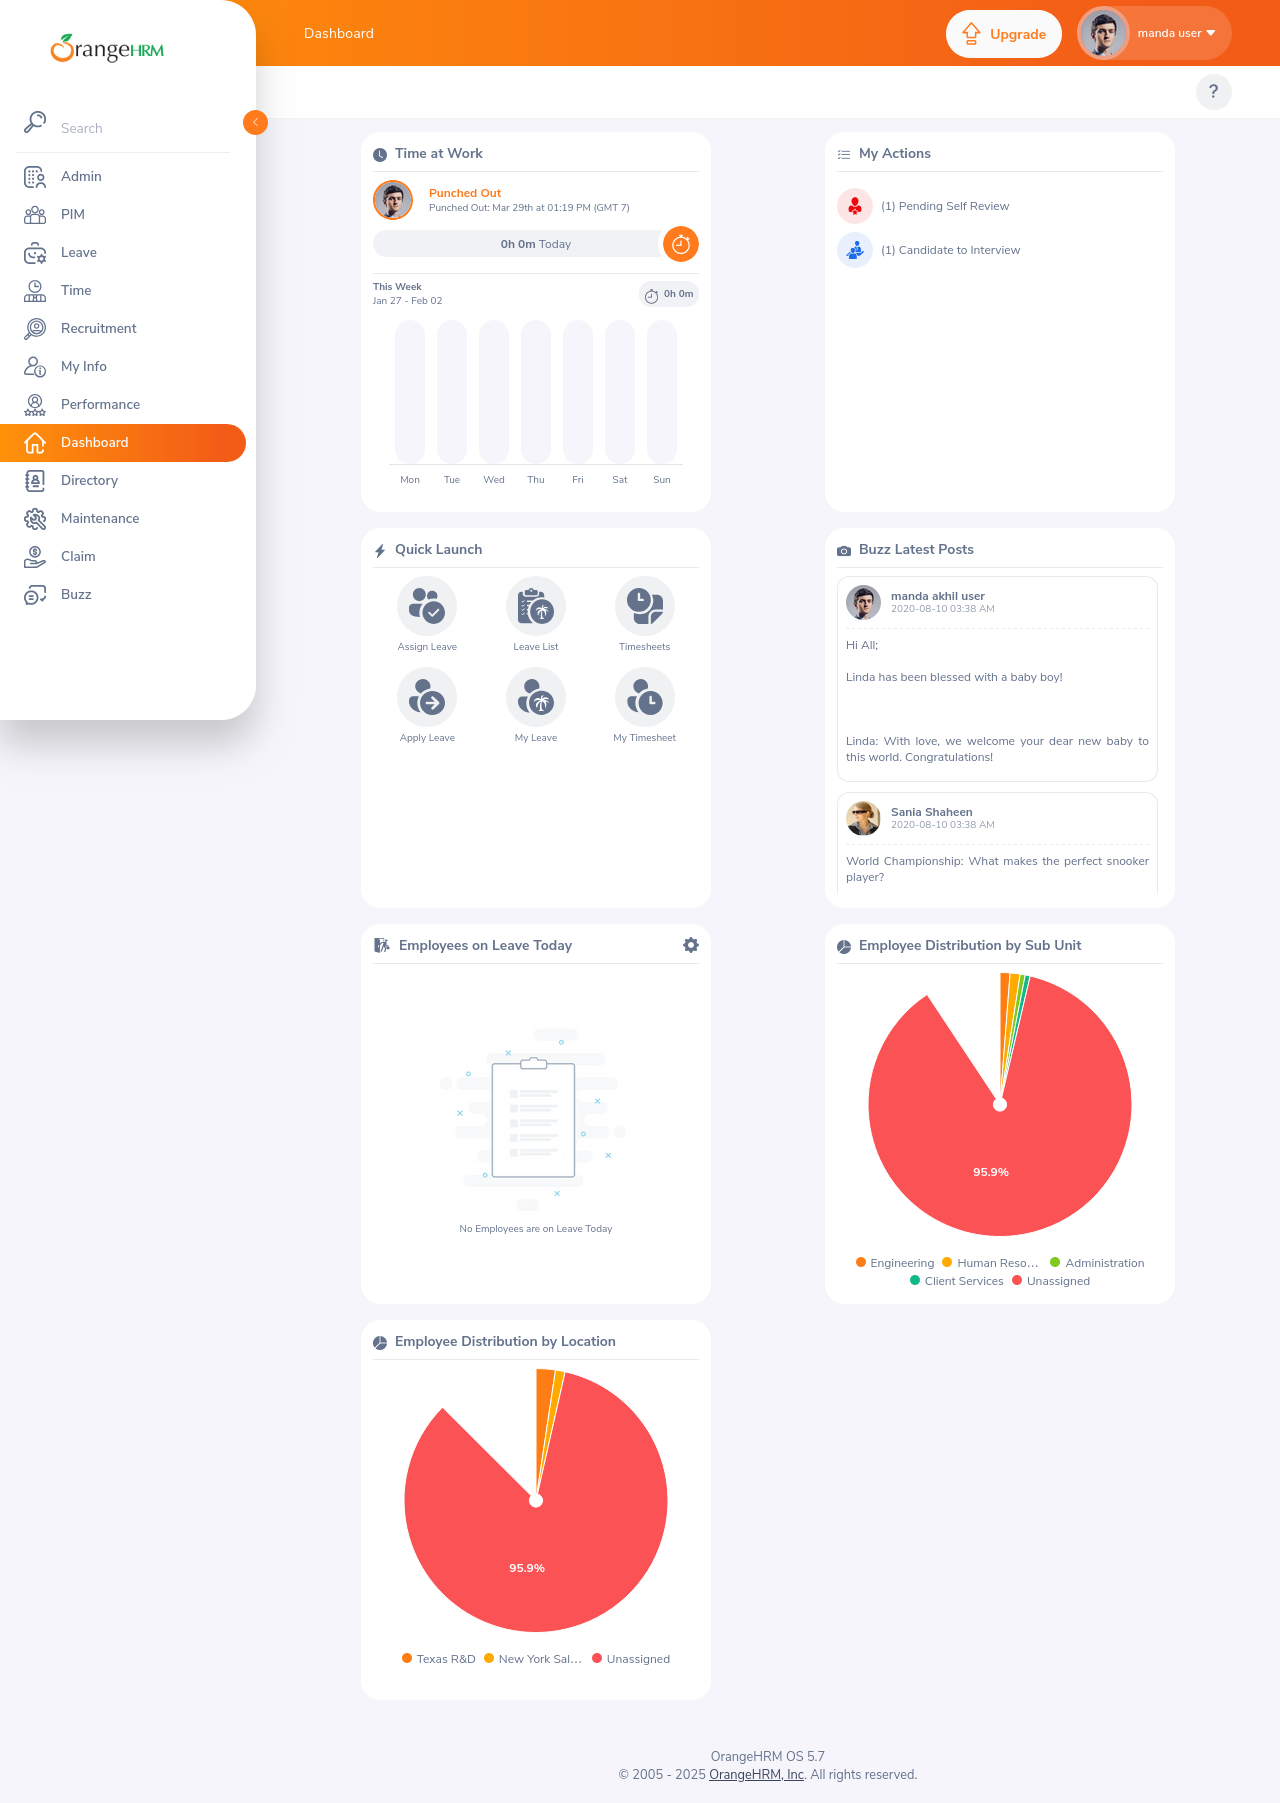 OrangeHRM
Search
Admin
PIM
Leave
Time
Recruitment
My Info
Performance
Dashboard
Directory
Maintenance
Claim
Buzz
Dashboard
Upgrade
manda user
?
Time at Work
Punched Out
Punched Out: Mar 29th at 01:19 PM (GMT 7)
0h 0m Today
This Week
Jan 27 - Feb 02
0h 0m
Mon Tue Wed Thu Fri Sat Sun
My Actions
(1) Pending Self Review
(1) Candidate to Interview
Quick Launch
Assign Leave Leave List Timesheets
Apply Leave My Leave My Timesheet
Buzz Latest Posts
manda akhil user
2020-08-10 03:38 AM
Hi All;
Linda has been blessed with a baby boy!
Linda: With love, we welcome your dear new baby to
this world. Congratulations!
Sania Shaheen
2020-08-10 03:38 AM
World Championship: What makes the perfect snooker
player?
Employees on Leave Today
No Employees are on Leave Today
Employee Distribution by Sub Unit
95.9%
Engineering Human Reso... Administration
Client Services Unassigned
Employee Distribution by Location
95.9%
Texas R&D New York Sal... Unassigned
OrangeHRM OS 5.7
© 2005 - 2025 OrangeHRM, Inc. All rights reserved.